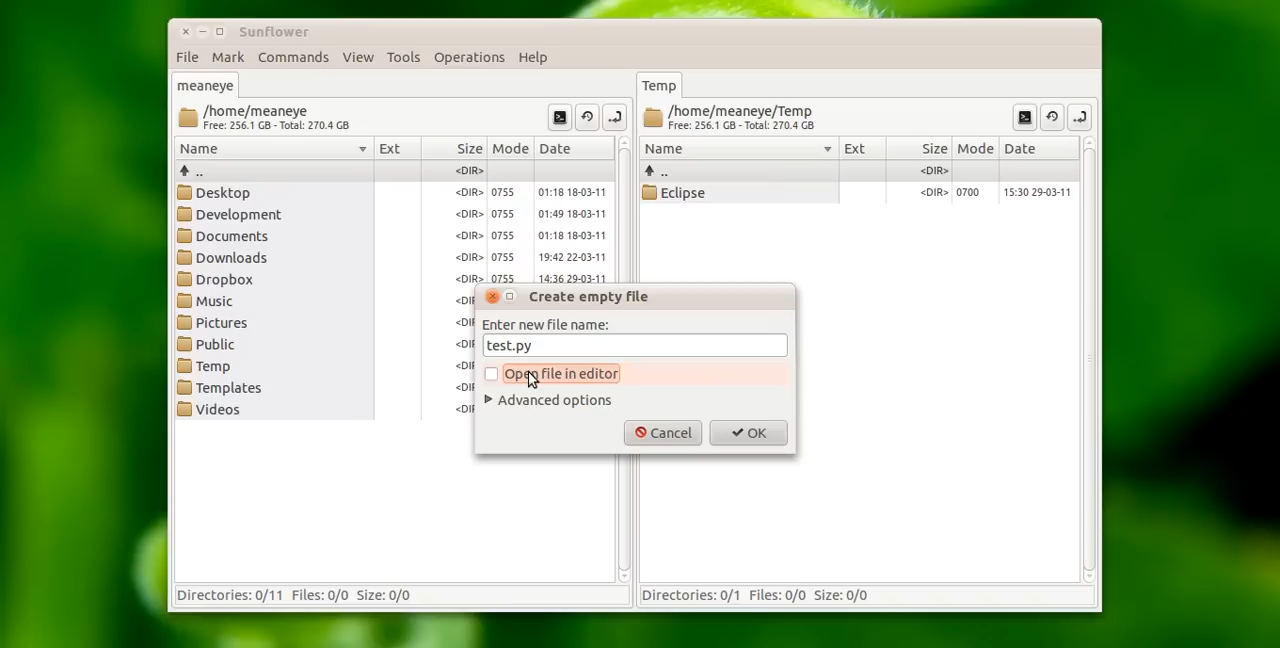 Sunflower
File Mark Commands View Tools Operations Help
meaneye
/home/meaneye
Free: 256.1 GB - Total: 270.4 GB
Name Ext Size Mode Date
.. <DIR>
Desktop <DIR> 0755 01:18 18-03-11
Development <DIR> 0755 01:49 18-03-11
Documents <DIR> 0755 01:18 18-03-11
Downloads <DIR> 0755 19:42 22-03-11
Dropbox <DIR> 0755 14:36 29-03-11
Music
Pictures
Public
Temp
Templates
Videos
Directories: 0/11 Files: 0/0 Size: 0/0
Temp
/home/meaneye/Temp
Free: 256.1 GB - Total: 270.4 GB
Name Ext Size Mode Date
.. <DIR>
Eclipse <DIR> 0700 15:30 29-03-11
Directories: 0/1 Files: 0/0 Size: 0/0
Create empty file
Enter new file name:
test.py
Open file in editor
Advanced options
Cancel OK